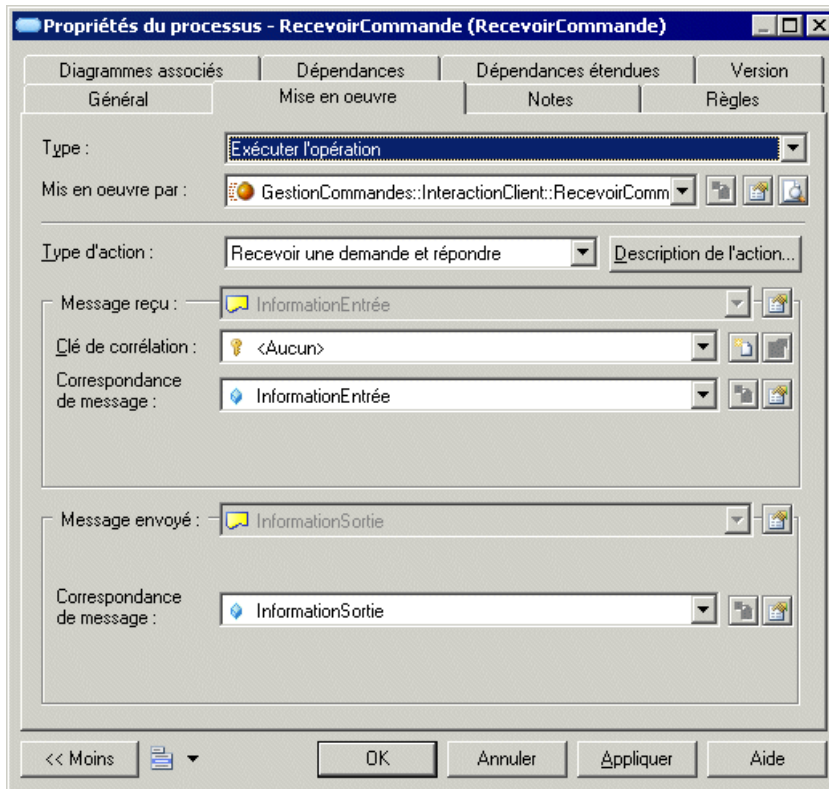 Propriétés du processus - RecevoirCommande (RecevoirCommande)
Diagrammes associés Dépendances Dépendances étendues Version
Général Mise en oeuvre Notes Règles
Type : Exécuter l'opération
Mis en oeuvre par : GestionCommandes::InteractionClient::RecevoirComm
Type d'action : Recevoir une demande et répondre Description de l'action...
Message reçu : InformationEntrée
Clé de corrélation : <Aucun>
Correspondance
de message : InformationEntrée
Message envoyé : InformationSortie
Correspondance
de message : InformationSortie
<< Moins OK Annuler Appliquer Aide